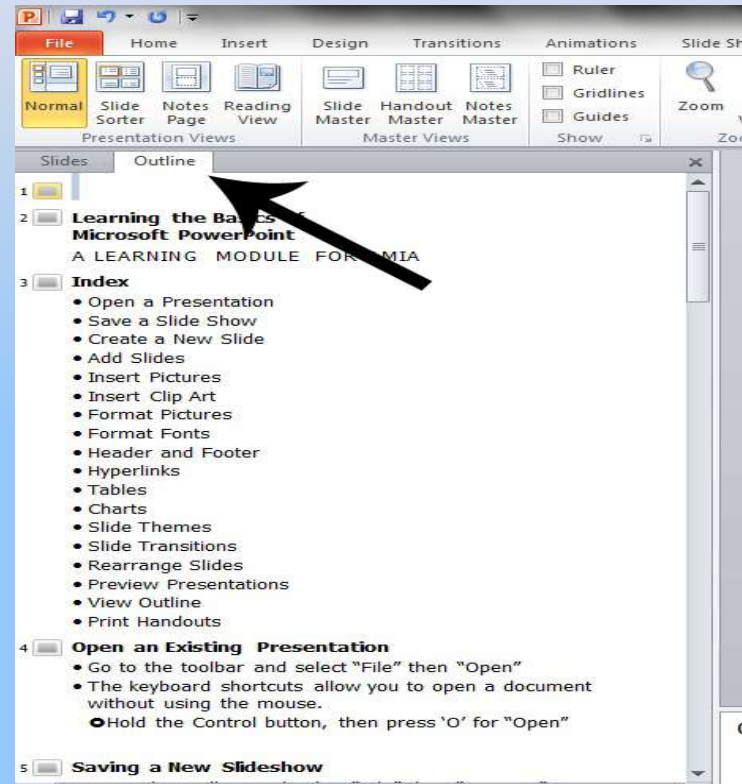 File Home Insert Design Transitions Animations Slide
Normal Slide Sorter Notes Page Reading View Slide Master Handout Master Notes Master Ruler Gridlines Guides Zoom
Presentation Views Master Views Show
Slides Outline
1
2 Learning the Basics of
Microsoft PowerPoint
A LEARNING MODULE FOR
3 Index
• Open a Presentation
• Save a Slide Show
• Create a New Slide
• Add Slides
• Insert Pictures
• Insert Clip Art
• Format Pictures
• Format Fonts
• Header and Footer
• Hyperlinks
• Tables
• Charts
• Slide Themes
• Slide Transitions
• Rearrange Slides
• Preview Presentations
• View Outline
• Print Handouts
4 Open an Existing Presentation
• Go to the toolbar and select “File” then “Open”
• The keyboard shortcuts allow you to open a document
without using the mouse.
Hold the Control button, then press ‘O’ for “Open”
5 Saving a New Slideshow